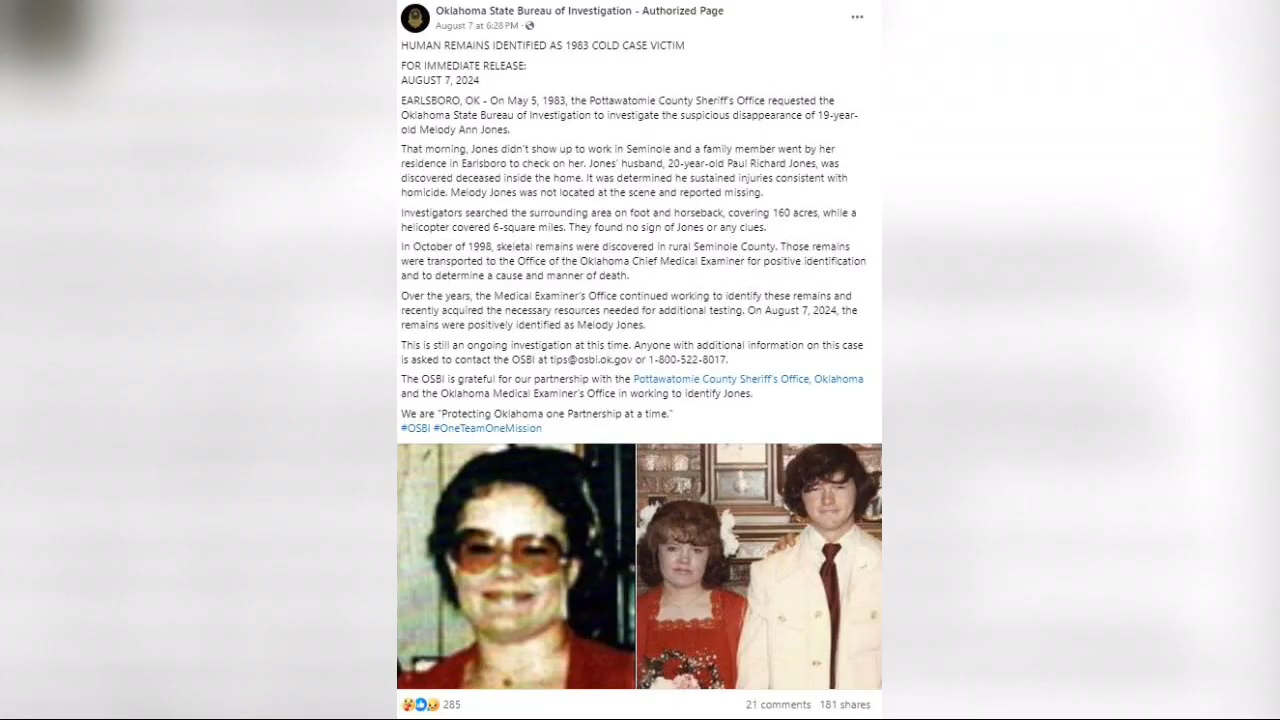 Oklahoma State Bureau of Investigation - Authorized Page
August 7 at 6:28 PM ·
HUMAN REMAINS IDENTIFIED AS 1983 COLD CASE VICTIM
FOR IMMEDIATE RELEASE:
AUGUST 7, 2024
EARLSBORO, OK - On May 5, 1983, the Pottawatomie County Sheriff's Office requested the
Oklahoma State Bureau of Investigation to investigate the suspicious disappearance of 19-year-
old Melody Ann Jones.
That morning, Jones didn't show up to work in Seminole and a family member went by her
residence in Earlsboro to check on her. Jones' husband, 20-year-old Paul Richard Jones, was
discovered deceased inside the home. It was determined he sustained injuries consistent with
homicide. Melody Jones was not located at the scene and reported missing.
Investigators searched the surrounding area on foot and horseback, covering 160 acres, while a
helicopter covered 6-square miles. They found no sign of Jones or any clues.
In October of 1998, skeletal remains were discovered in rural Seminole County. Those remains
were transported to the Office of the Oklahoma Chief Medical Examiner for positive identification
and to determine a cause and manner of death.
Over the years, the Medical Examiner's Office continued working to identify these remains and
recently acquired the necessary resources needed for additional testing. On August 7, 2024, the
remains were positively identified as Melody Jones.
This is still an ongoing investigation at this time. Anyone with additional information on this case
is asked to contact the OSBI at tips@osbi.ok.gov or 1-800-522-8017.
The OSBI is grateful for our partnership with the Pottawatomie County Sheriff's Office, Oklahoma
and the Oklahoma Medical Examiner's Office in working to identify Jones.
We are "Protecting Oklahoma one Partnership at a time."
#OSBI #OneTeamOneMission
285
21 comments 181 shares